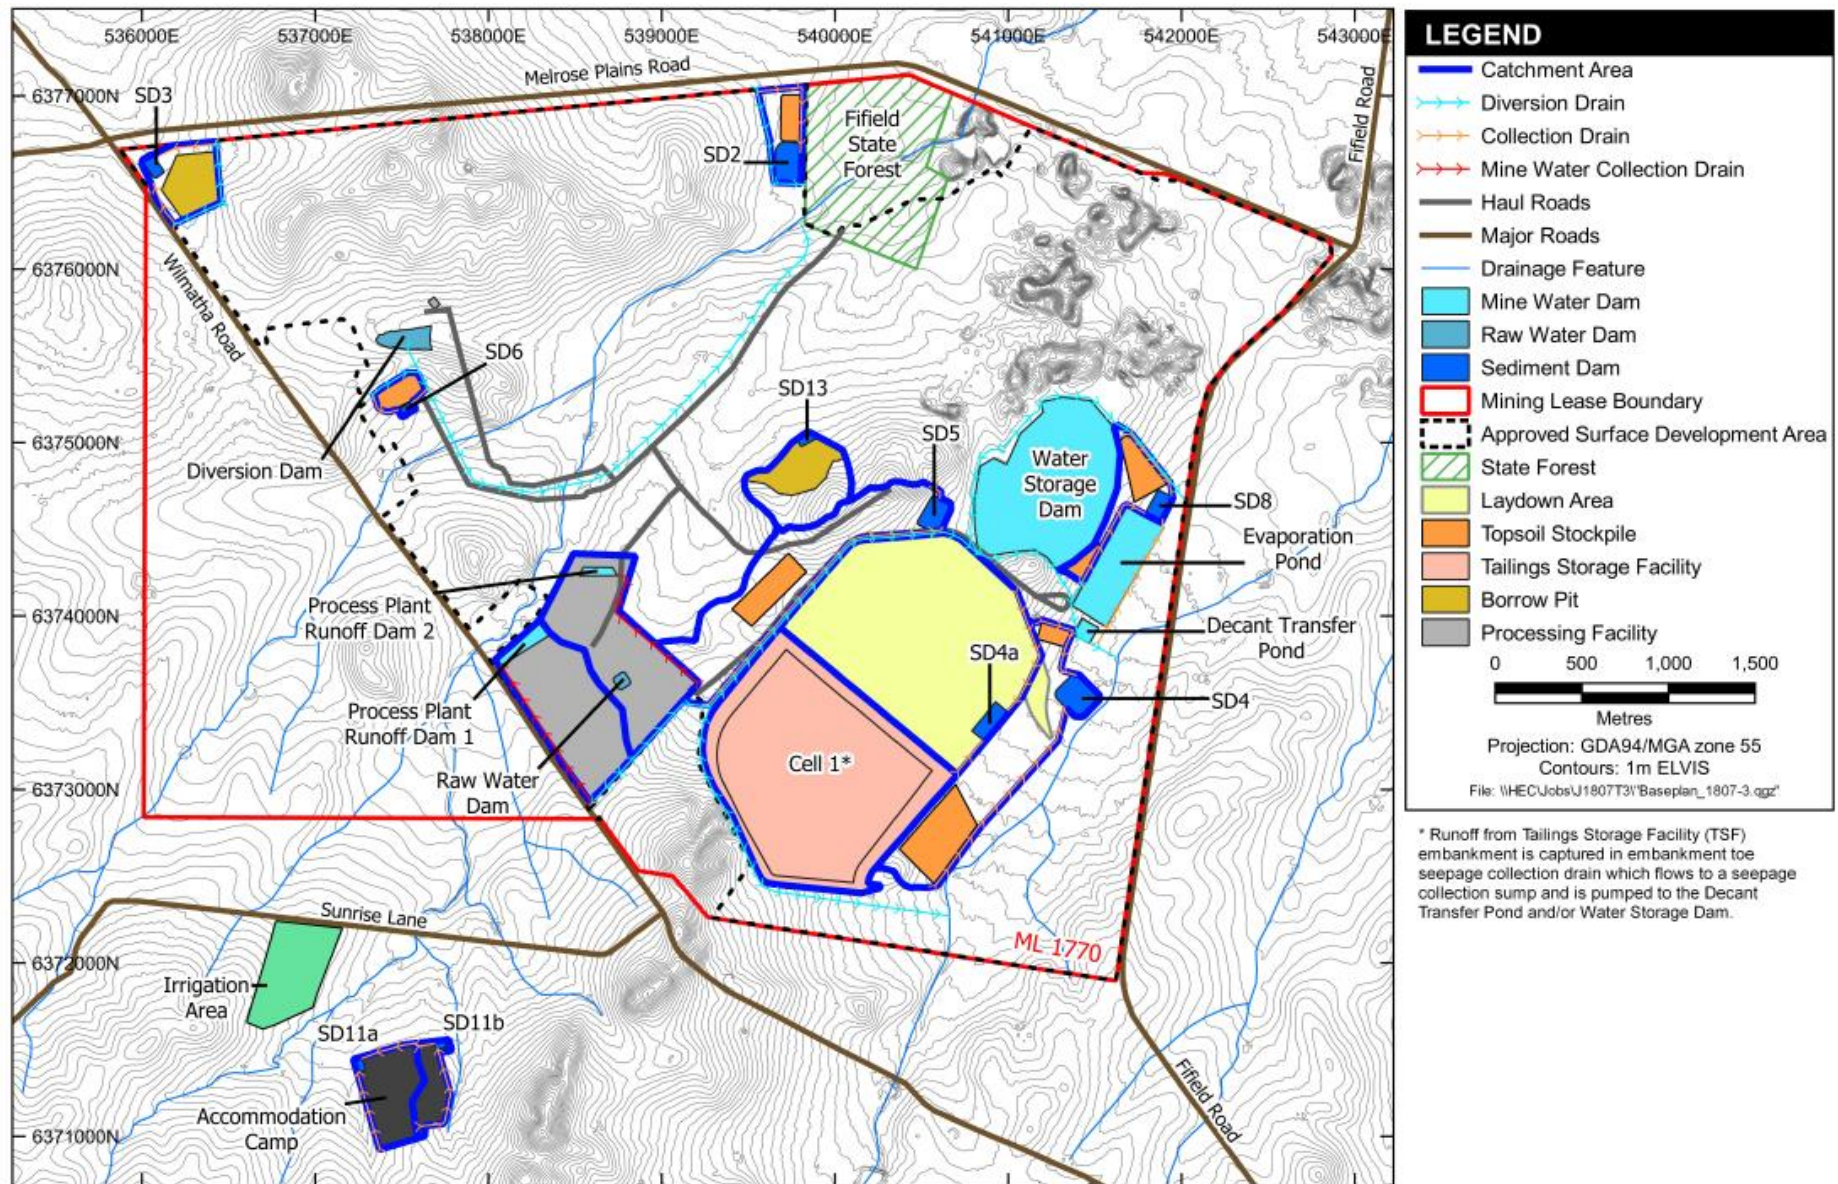 536000E
537000E
538000E
539000E
540000E
541000E
542000E
543000E
Melrose Plains Road
SD3
6377000N
Fifield
State
Forest
SD2
Fifield Road
6376000N
Wilmatha Road
SD6
SD13
6375000N
Diversion Dam
SD5
Water
Storage
Dam
SD8
Evaporation
Pond
6374000N
Process Plant
Runoff Dam 2
Decant Transfer
Pond
SD4a
SD4
Process Plant
Runoff Dam 1
Cell 1*
Raw Water
Dam
6373000N
Sunrise Lane
ML 1770
6372000N
Irrigation
Area
SD11a
SD11b
Fifield Road
Accommodation
Camp
6371000N
LEGEND
Catchment Area
Diversion Drain
Collection Drain
Mine Water Collection Drain
Haul Roads
Major Roads
Drainage Feature
Mine Water Dam
Raw Water Dam
Sediment Dam
Mining Lease Boundary
Approved Surface Development Area
State Forest
Laydown Area
Topsoil Stockpile
Tailings Storage Facility
Borrow Pit
Processing Facility
0 500 1,000 1,500
Metres
Projection: GDA94/MGA zone 55
Contours: 1m ELVIS
File: \\HEC\Jobs\J1807T3\"Baseplan_1807-3.qgz"
* Runoff from Tailings Storage Facility (TSF)
embankment is captured in embankment toe
seepage collection drain which flows to a seepage
collection sump and is pumped to the Decant
Transfer Pond and/or Water Storage Dam.